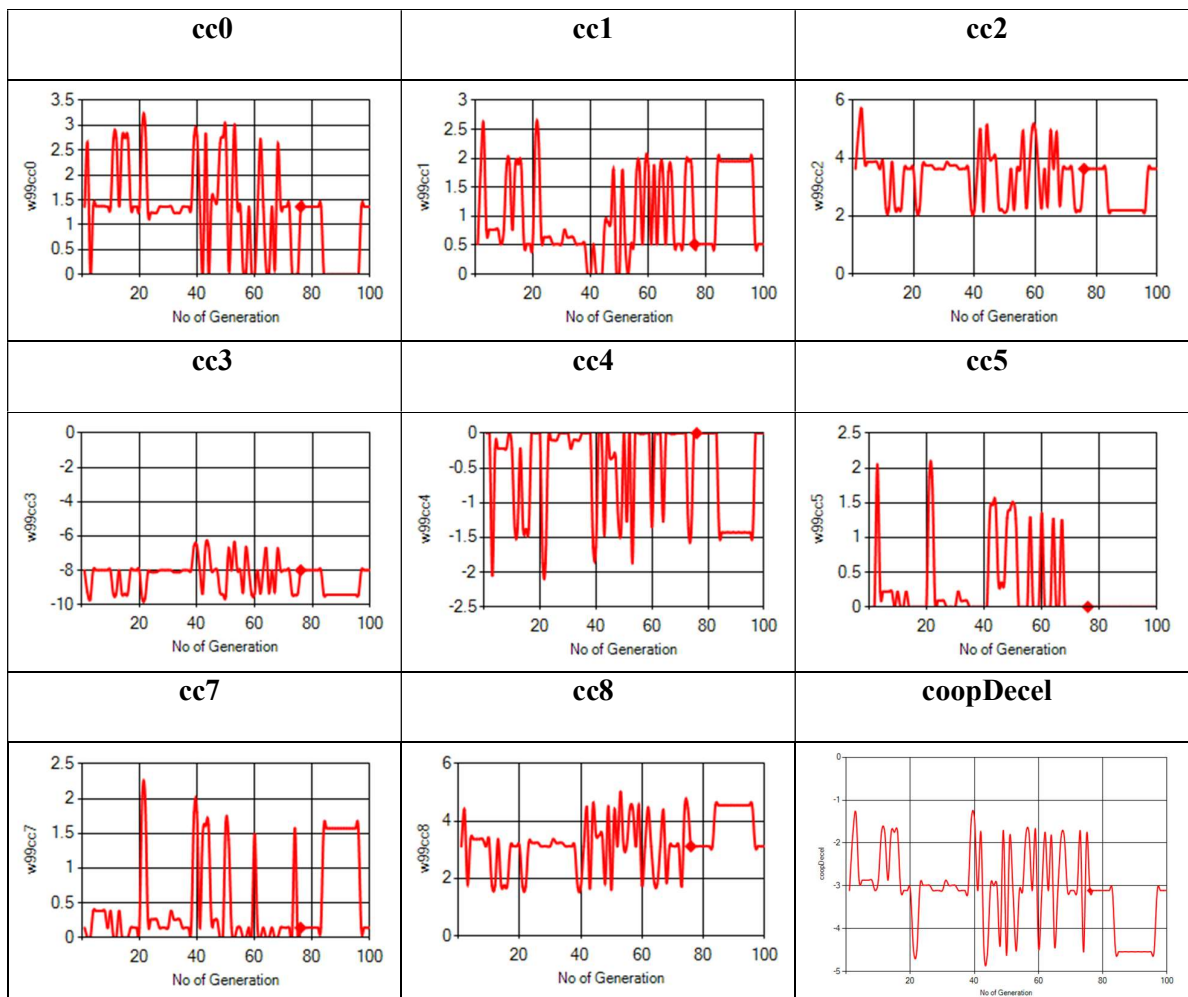 cc0 cc1 cc2
w99cc0
3.5
3
2.5
2
1.5
1
0.5
0
20 40 60 80 100
No of Generation
w99cc1
3
2.5
2
1.5
1
0.5
0
20 40 60 80 100
No of Generation
w99cc2
6
4
2
0
20 40 60 80 100
No of Generation
cc3 cc4 cc5
w99cc3
0
-2
-4
-6
-8
-10
20 40 60 80 100
No of Generation
w99cc4
0
-0.5
-1
-1.5
-2
-2.5
20 40 60 80 100
No of Generation
w99cc5
2.5
2
1.5
1
0.5
0
20 40 60 80 100
No of Generation
cc7 cc8 coopDecel
w99cc7
2.5
2
1.5
1
0.5
0
20 40 60 80 100
No of Generation
w99cc8
6
4
2
0
20 40 60 80 100
No of Generation
coopDecel
0
-1
-2
-3
-4
-5
20 40 60 80 100
No of Generation